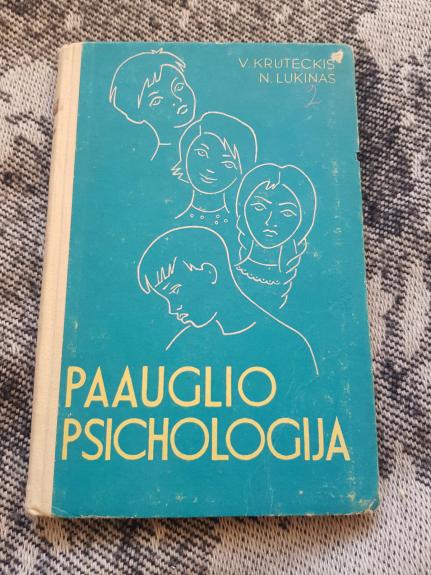 V. KRUTECKIS
N. LUKINAS
2
PAAUGLIO
PSICHOLOGIJA